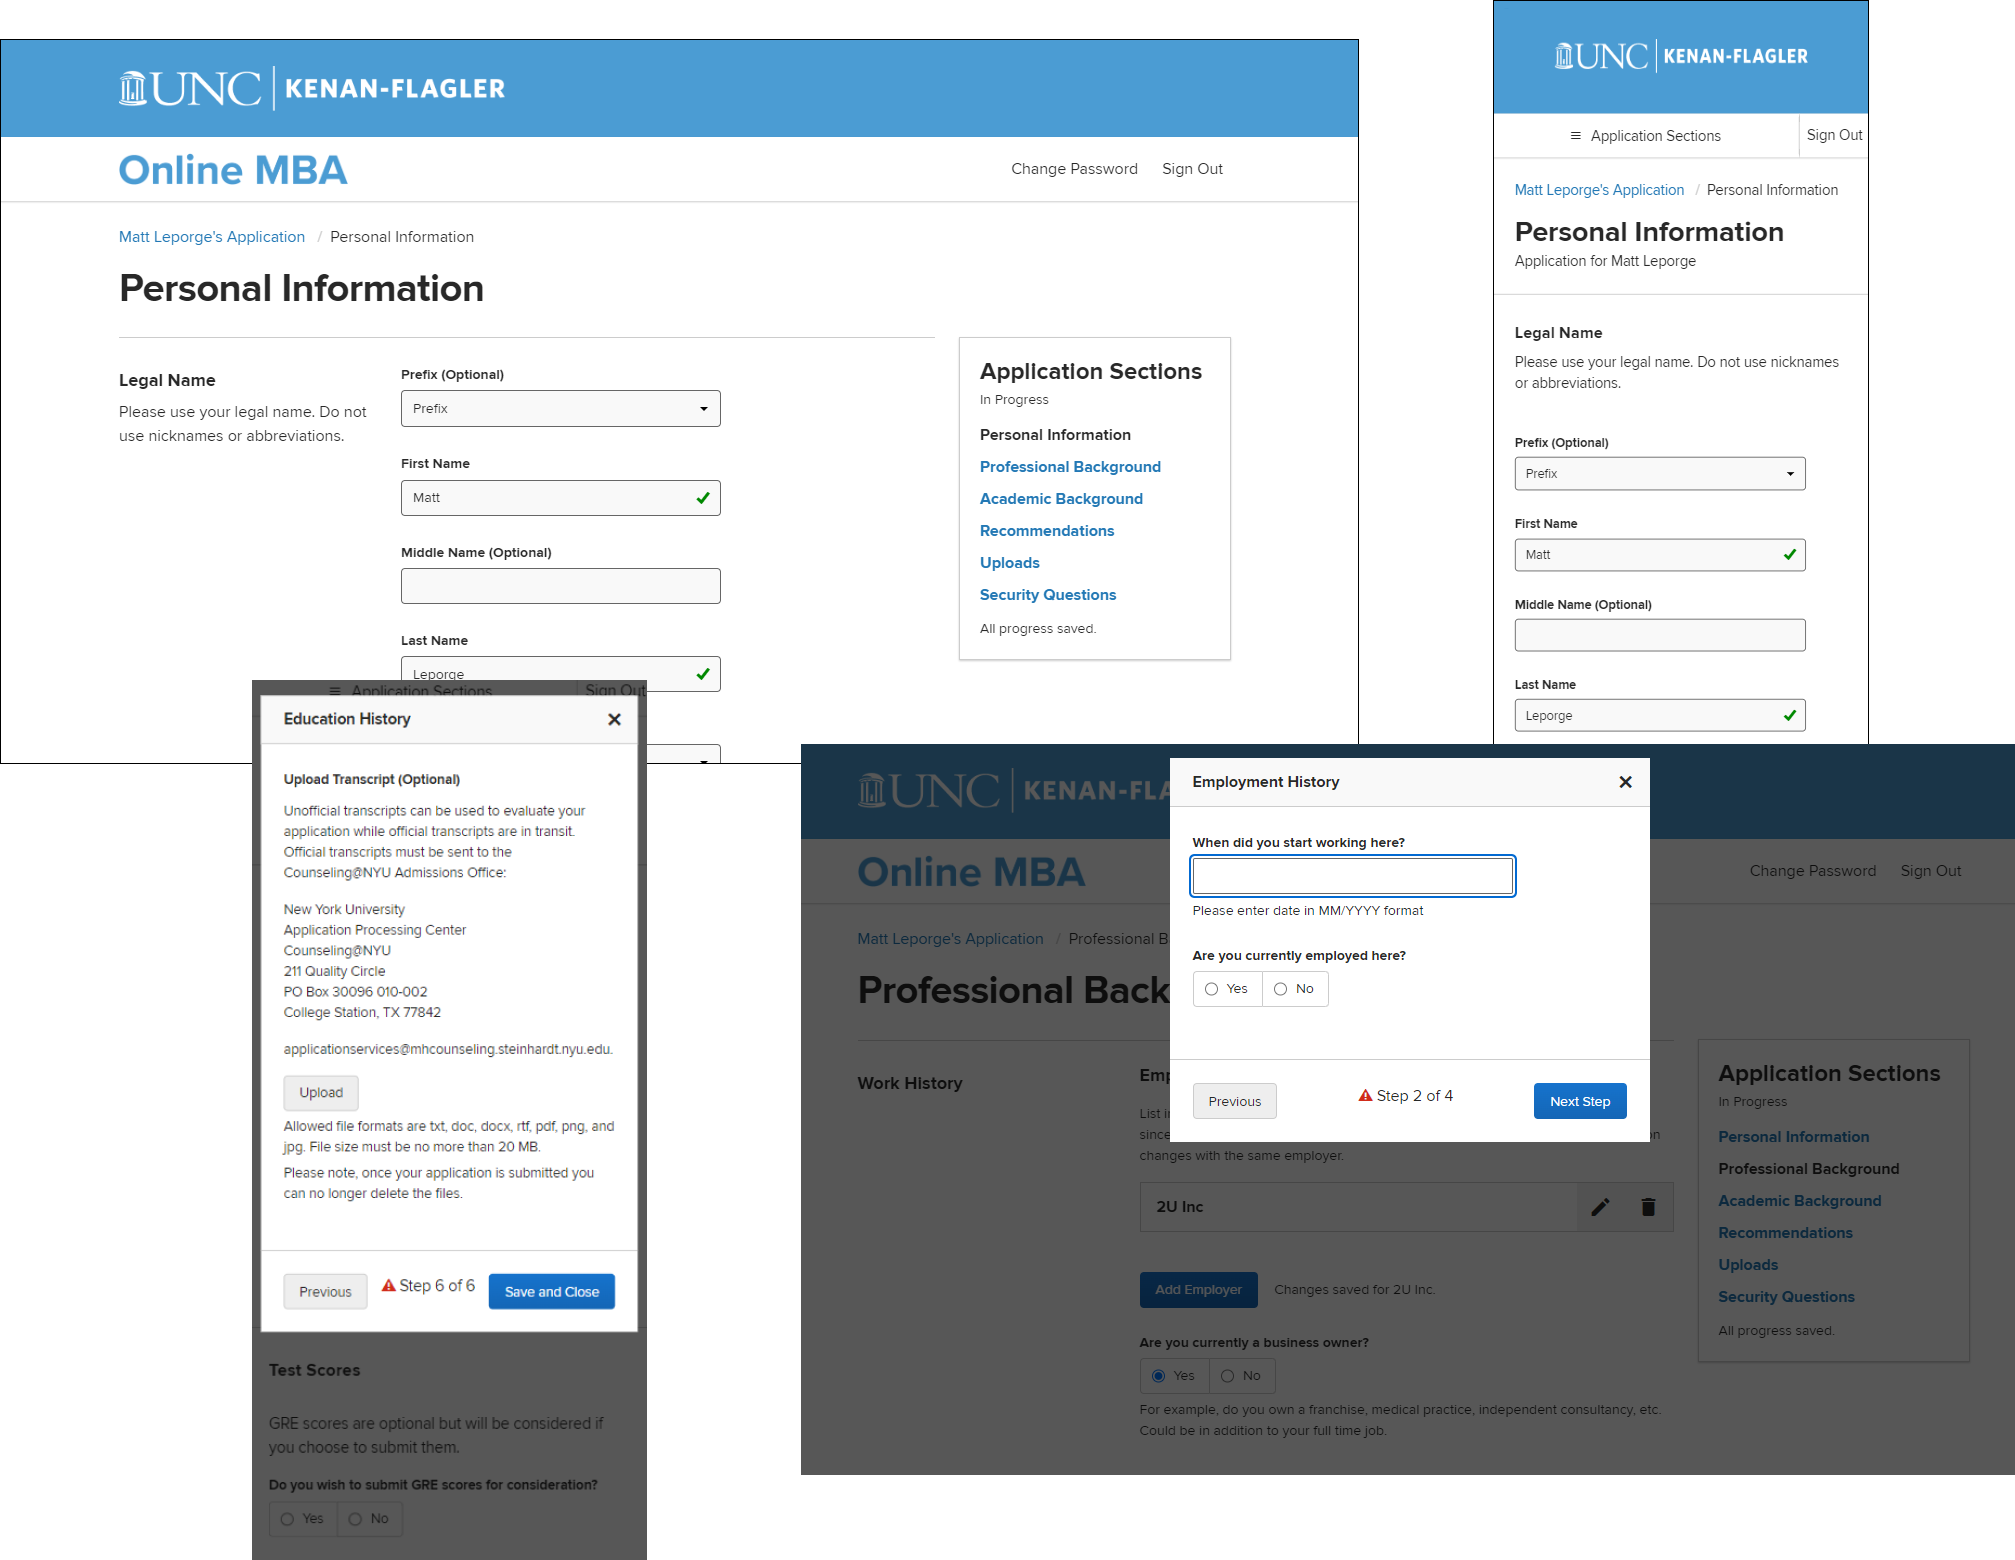 UNC KENAN-FLAGLER
Online MBA
Change Password Sign Out
Matt Leporge's Application / Personal Information
Personal Information
Legal Name
Please use your legal name. Do not
use nicknames or abbreviations.
Prefix (Optional)
Prefix
First Name
Matt
Middle Name (Optional)
Last Name
Leporge
Application Sections
In Progress
Personal Information
Professional Background
Academic Background
Recommendations
Uploads
Security Questions
All progress saved.
UNC KENAN-FLAGLER
Application Sections Sign Out
Matt Leporge's Application / Personal Information
Personal Information
Application for Matt Leporge
Legal Name
Please use your legal name. Do not use nicknames
or abbreviations.
Prefix (Optional)
Prefix
First Name
Matt
Middle Name (Optional)
Last Name
Leporge
Application Sections Sign Out
Education History
Upload Transcript (Optional)
Unofficial transcripts can be used to evaluate your
application while official transcripts are in transit.
Official transcripts must be sent to the
Counseling@NYU Admissions Office:
New York University
Application Processing Center
Counseling@NYU
211 Quality Circle
PO Box 30096 010-002
College Station, TX 77842
applicationservices@mhcounseling.steinhardt.nyu.edu.
Upload
Allowed file formats are txt, doc, docx, rtf, pdf, png, and
jpg. File size must be no more than 20 MB.
Please note, once your application is submitted you
can no longer delete the files.
Previous Step 6 of 6 Save and Close
Test Scores
GRE scores are optional but will be considered if
you choose to submit them.
Do you wish to submit GRE scores for consideration?
Yes No
UNC KENAN-FLA
Online MBA
Change Password Sign Out
Matt Leporge's Application / Professional B
Professional Back
Employment History
When did you start working here?
Please enter date in MM/YYYY format
Are you currently employed here?
Yes No
Previous Step 2 of 4 Next Step
Work History
Emp
List i
since
changes with the same employer.
2U Inc
Add Employer Changes saved for 2U Inc.
Are you currently a business owner?
Yes No
For example, do you own a franchise, medical practice, independent consultancy, etc.
Could be in addition to your full time job.
Application Sections
In Progress
Personal Information
Professional Background
Academic Background
Recommendations
Uploads
Security Questions
All progress saved.